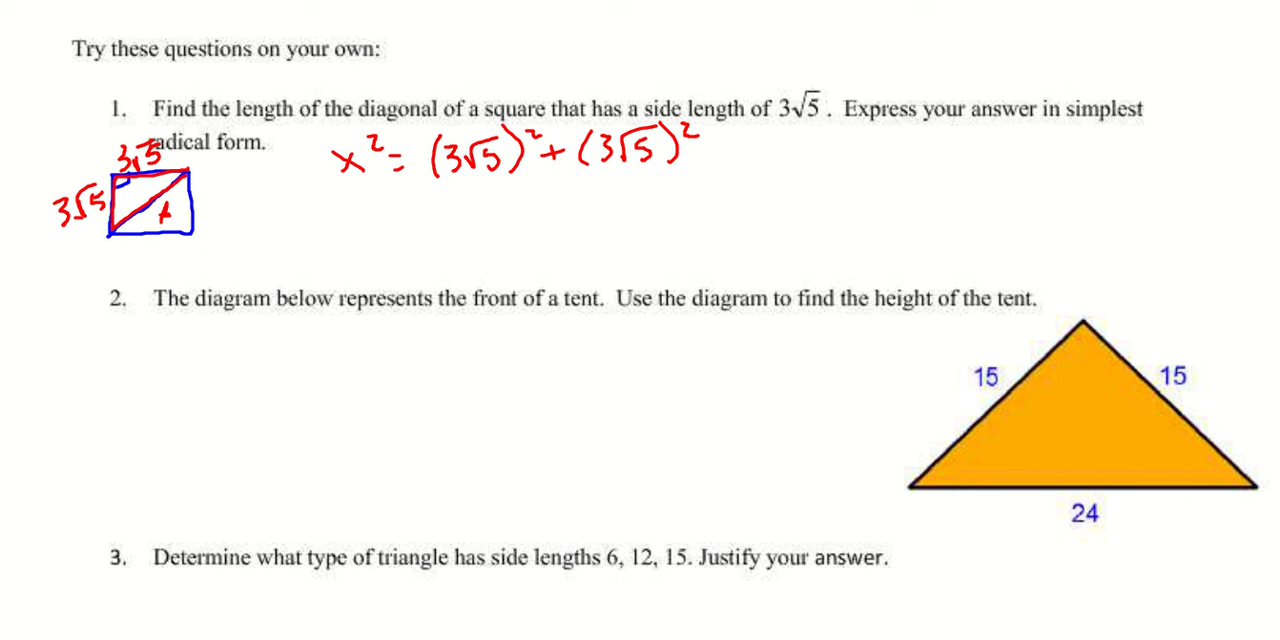 Try these questions on your own:
1. Find the length of the diagonal of a square that has a side length of 3√5 . Express your answer in simplest
radical form.
x² = (3√5)² + (3√5)²
3√5
3√5
x
2. The diagram below represents the front of a tent. Use the diagram to find the height of the tent.
15
15
24
3. Determine what type of triangle has side lengths 6, 12, 15. Justify your answer.